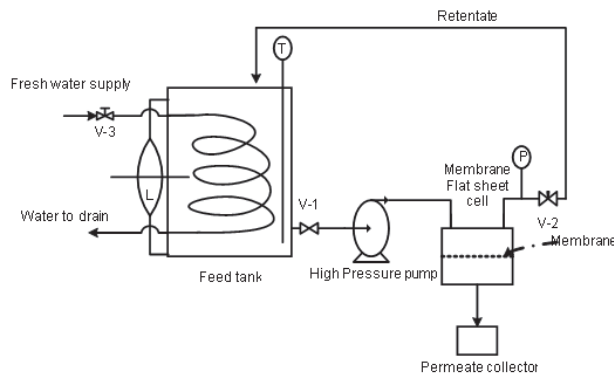 Retentate
T
Fresh water supply
V-3
L
Water to drain
Feed tank
V-1
High Pressure pump
Membrane
Flat sheet
cell
P
V-2
Membrane
Permeate collector